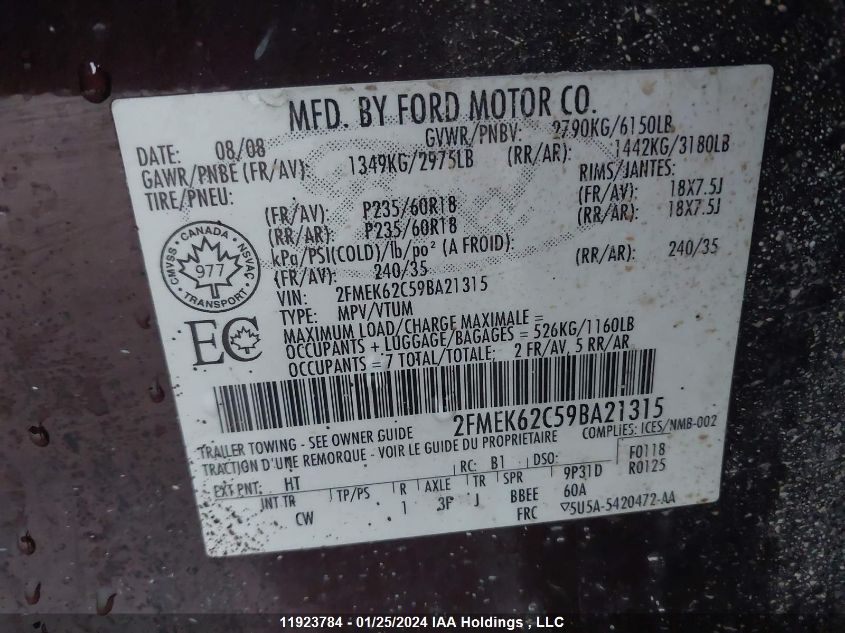 MFD. BY FORD MOTOR CO.
DATE: 08/08 GVWR/PNBV: 2790KG/6150LB
GAWR/PNBE (FR/AV): 1349KG/2975LB (RR/AR): 1442KG/3180LB
TIRE/PNEU: RIMS/JANTES:
(FR/AV): P235/60R18 (FR/AV): 18X7.5J
(RR/AR): P235/60R18 (RR/AR): 18X7.5J
kPg/PSI(COLD)/lb/po² (A FROID):
(FR/AV): 240/35 (RR/AR): 240/35
VIN: 2FMEK62C59BA21315
TYPE: MPV/VTUM
MAXIMUM LOAD/CHARGE MAXIMALE =
OCCUPANTS + LUGGAGE/BAGAGES = 526KG/1160LB
OCCUPANTS = 7 TOTAL/TOTALE: 2 FR/AV, 5 RR/AR
CANADA
CMVSS NSVAC
977
TRANSPORT
EC
2FMEK62C59BA21315
TRAILER TOWING - SEE OWNER GUIDE COMPLIES: ICES/NMB-002
TRACTION D'UNE REMORQUE - VOIR LE GUIDE DU PROPRIETAIRE
EXT PNT: HT RC: B1 DSO: F0118
R0125
INT TR TP/PS R AXLE TR SPR 9P31D
CW 1 3F J BBEE 60A
FRC ▽5U5A-5420472-AA
11923784 - 01/25/2024 IAA Holdings , LLC